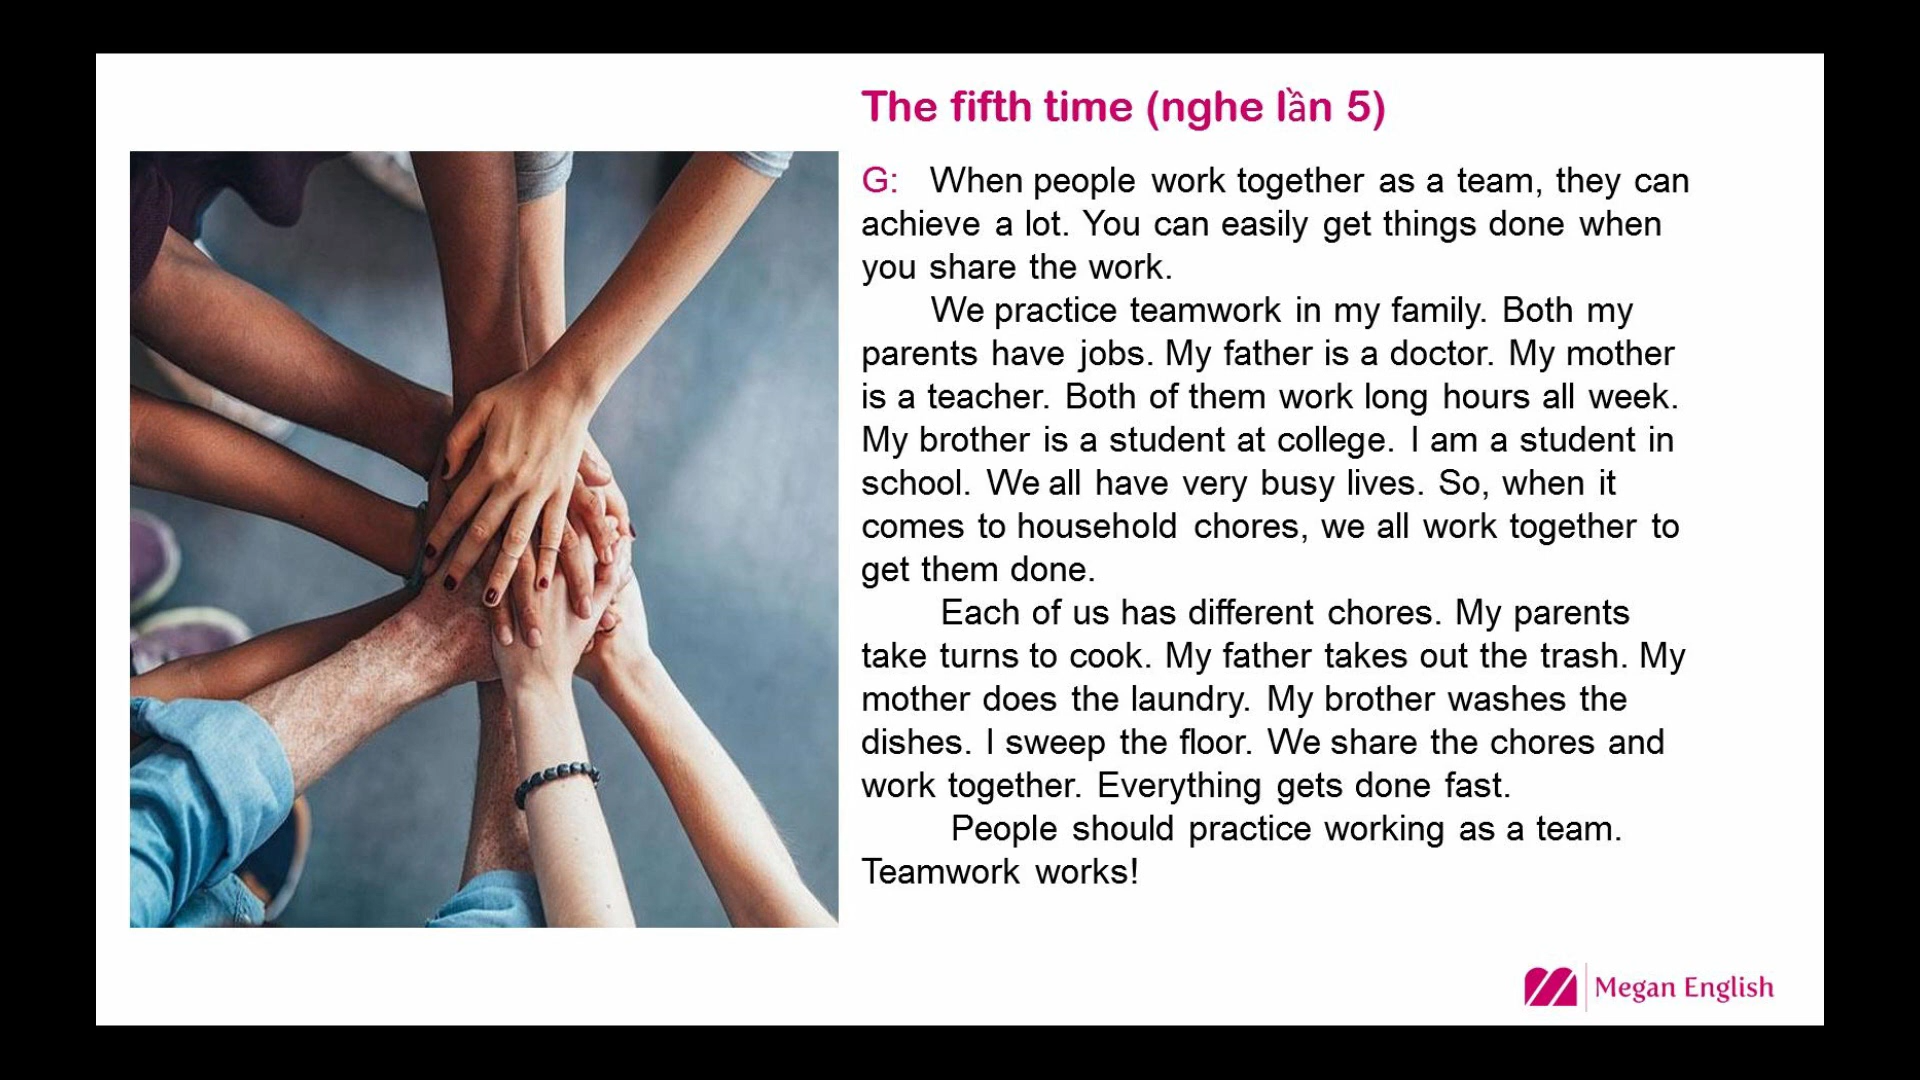 The fifth time (nghe lần 5)
G: When people work together as a team, they can
achieve a lot. You can easily get things done when
you share the work.
We practice teamwork in my family. Both my
parents have jobs. My father is a doctor. My mother
is a teacher. Both of them work long hours all week.
My brother is a student at college. I am a student in
school. We all have very busy lives. So, when it
comes to household chores, we all work together to
get them done.
Each of us has different chores. My parents
take turns to cook. My father takes out the trash. My
mother does the laundry. My brother washes the
dishes. I sweep the floor. We share the chores and
work together. Everything gets done fast.
People should practice working as a team.
Teamwork works!
Megan English